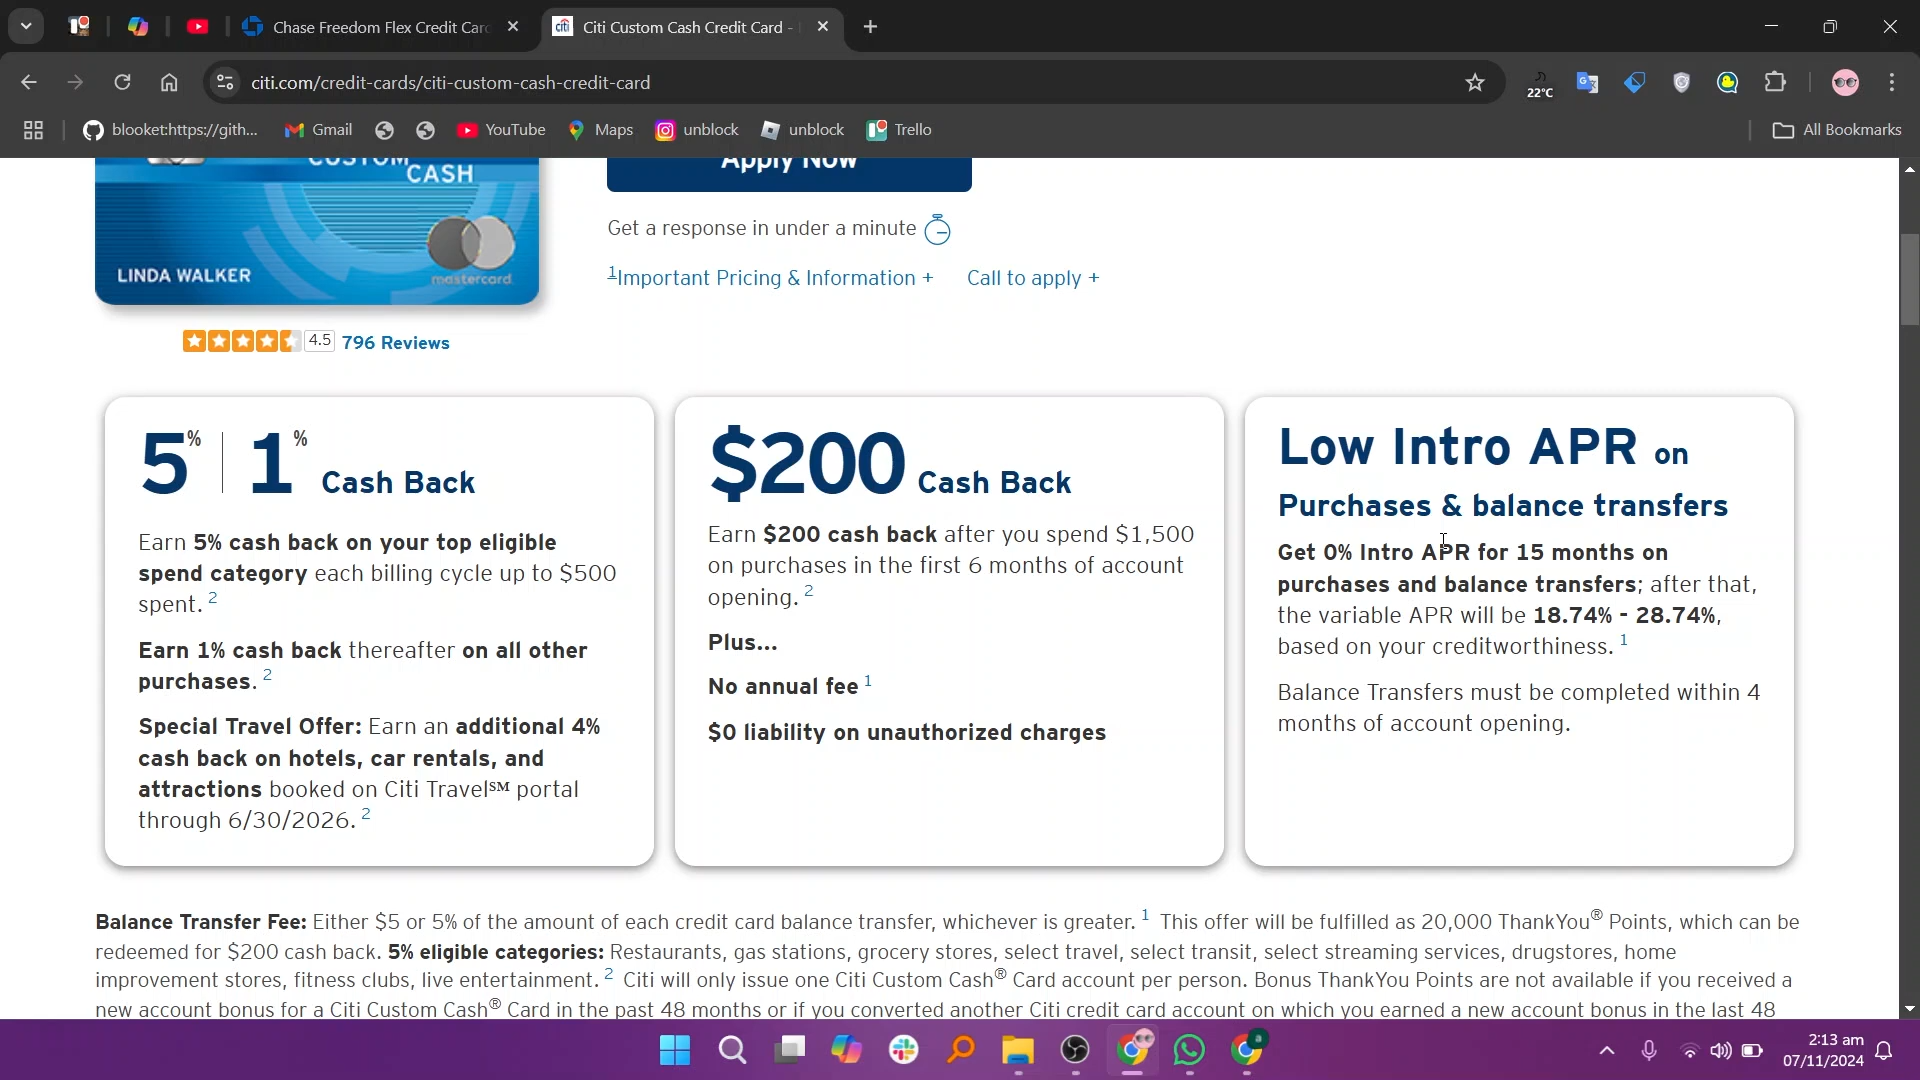 Chase Freedom Flex Credit Car
Citi Custom Cash Credit Card -
citi.com/credit-cards/citi-custom-cash-credit-card
22°C
blooket:https://gith...
Gmail
YouTube
Maps
unblock
unblock
Trello
All Bookmarks
CUSTOM
CASH
LINDA WALKER
mastercard
Apply Now
Get a response in under a minute
1Important Pricing & Information +
Call to apply +
4.5 796 Reviews
5% | 1% Cash Back
Earn 5% cash back on your top eligible
spend category each billing cycle up to $500
spent. 2
Earn 1% cash back thereafter on all other
purchases. 2
Special Travel Offer: Earn an additional 4%
cash back on hotels, car rentals, and
attractions booked on Citi Travel℠ portal
through 6/30/2026. 2
$200 Cash Back
Earn $200 cash back after you spend $1,500
on purchases in the first 6 months of account
opening. 2
Plus...
No annual fee 1
$0 liability on unauthorized charges
Low Intro APR on
Purchases & balance transfers
Get 0% Intro APR for 15 months on
purchases and balance transfers; after that,
the variable APR will be 18.74% - 28.74%,
based on your creditworthiness. 1
Balance Transfers must be completed within 4
months of account opening.
Balance Transfer Fee: Either $5 or 5% of the amount of each credit card balance transfer, whichever is greater. 1 This offer will be fulfilled as 20,000 ThankYou® Points, which can be
redeemed for $200 cash back. 5% eligible categories: Restaurants, gas stations, grocery stores, select travel, select transit, select streaming services, drugstores, home
improvement stores, fitness clubs, live entertainment. 2 Citi will only issue one Citi Custom Cash® Card account per person. Bonus ThankYou Points are not available if you received a
new account bonus for a Citi Custom Cash® Card in the past 48 months or if you converted another Citi credit card account on which you earned a new account bonus in the last 48
2:13 am
07/11/2024